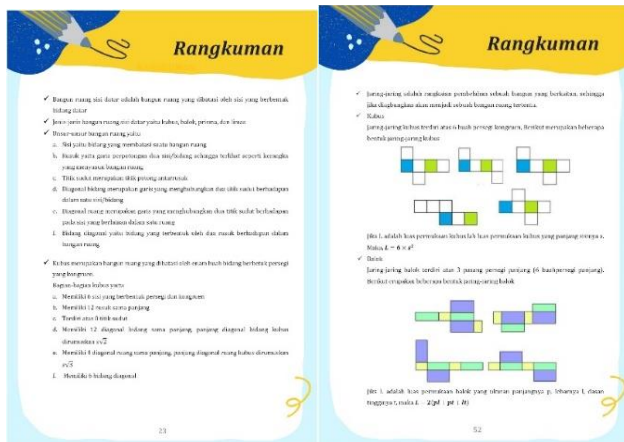 Rangkuman
✓ Bangun ruang sisi datar adalah bangun ruang yang dibatasi oleh sisi yang berbentuk
bidang datar
✓ Jenis-jenis bangun ruang sisi datar yaitu kubus, balok, prisma, dan limas
✓ Unsur-unsur bangun ruang yaitu
a. Sisi yaitu bidang yang membatasi suatu bangun ruang
b. Rusuk yaitu garis perpotongan dua sisi/bidang sehingga terlihat seperti kerangka
yang menyusun bangun ruang
c. Titik sudut merupakan titik potong antar rusuk
d. Diagonal bidang merupakan garis yang menghubungkan dua titik sudut berhadapan
dalam sisi/bidang
e. Diagonal ruang merupakan garis yang menghubungkan dua titik sudut berhadapan
pada sisi yang berlainan dalam satu ruang
f. Bidang diagonal yaitu bidang yang terbentuk oleh dua rusuk berhadapan dalam
bangun ruang
✓ Kubus merupakan bangun ruang yang dibatasi oleh enam buah bidang berbentuk persegi
yang kongruen.
Bagian-bagian kubus yaitu
a. Memiliki 6 sisi yang berbentuk persegi dan kongruen
b. Memiliki 12 rusuk sama panjang
c. Terdiri atas 8 titik sudut
d. Memiliki 12 diagonal bidang sama panjang, panjang diagonal bidang kubus
dirumuskan s√2
e. Memiliki 4 diagonal ruang sama panjang, panjang diagonal ruang kubus dirumuskan
s√3
f. Memiliki 6 bidang diagonal
23
Rangkuman
✓ Jaring-jaring adalah rangkaian pembelahan sebuah bangun yang berkaitan, sehingga
jika digabungkan akan menjadi sebuah bangun ruang tertentu.
✓ Kubus
Jaring-jaring kubus terdiri atas 6 buah persegi kongruen, Berikut merupakan beberapa
bentuk jaring-jaring kubus
Jika L adalah luas permukaan kubus luas permukaan kubus yang panjang rusuknya s,
Maka L = 6 × s²
✓ Balok
Jaring-jaring balok terdiri atas 3 pasang persegi panjang (6 buah persegi panjang).
Berikut merupakan beberapa bentuk jaring-jaring balok
Jika L adalah luas permukaan balok yang ukuran panjangnya p, lebarnya l, dan
tingginya t, maka L = 2(pl + pt + lt)
52